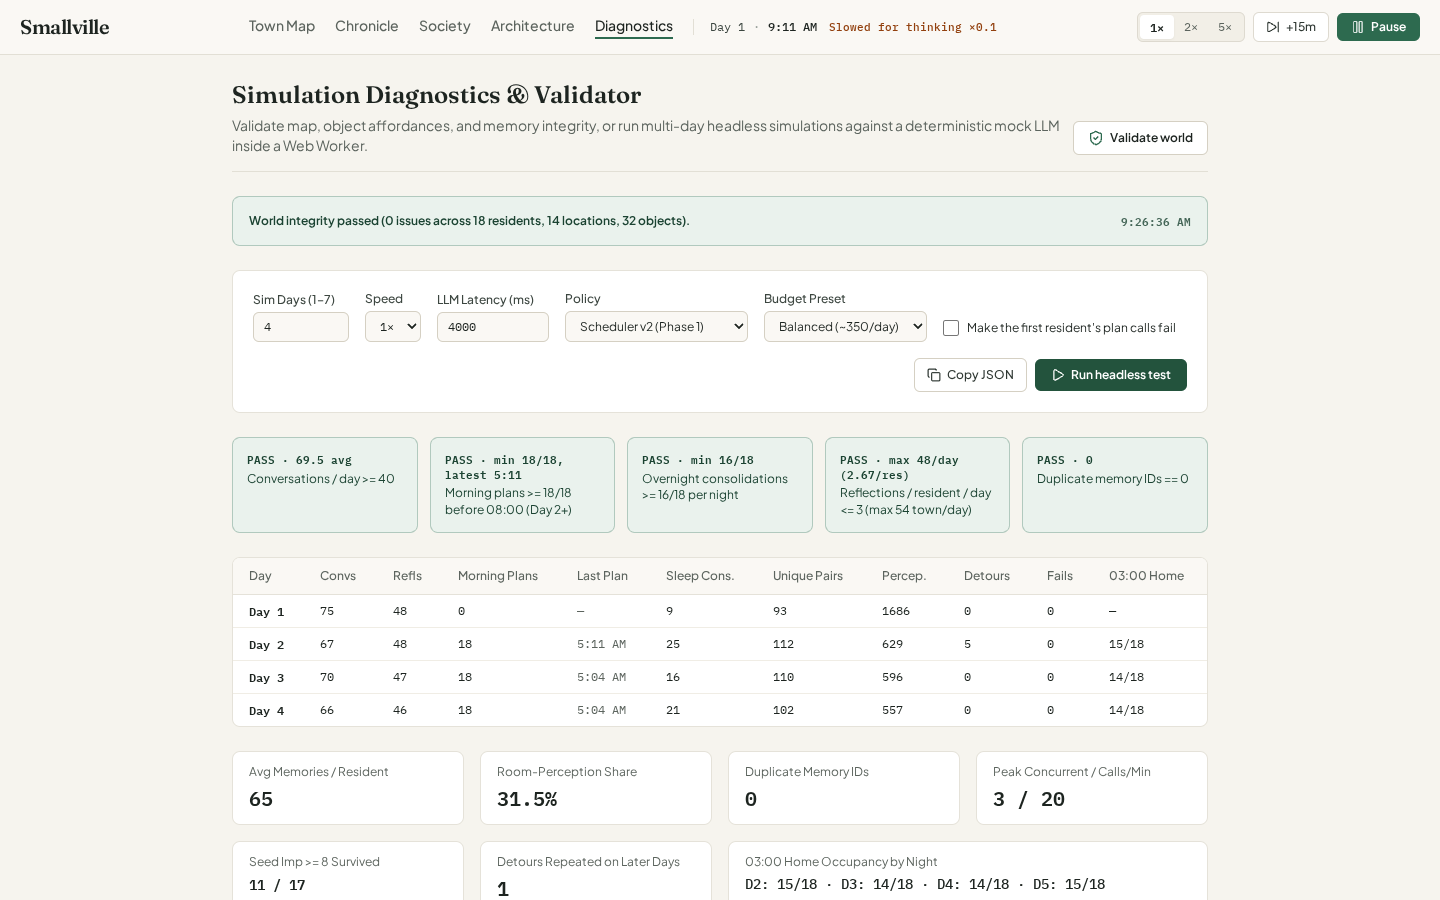 Smallville
Town Map Chronicle Society Architecture Diagnostics Day 1 · 9:11 AM Slowed for thinking ×0.1 1× 2× 5× +15m Pause
Simulation Diagnostics & Validator
Validate map, object affordances, and memory integrity, or run multi-day headless simulations against a deterministic mock LLM
inside a Web Worker.
Validate world
World integrity passed (0 issues across 18 residents, 14 locations, 32 objects). 9:26:36 AM
Sim Days (1–7) Speed LLM Latency (ms) Policy Budget Preset
4 1× 4000 Scheduler v2 (Phase 1) Balanced (~350/day) Make the first resident's plan calls fail
Copy JSON Run headless test
PASS · 69.5 avg
Conversations / day >= 40
PASS · min 18/18,
latest 5:11
Morning plans >= 18/18
before 08:00 (Day 2+)
PASS · min 16/18
Overnight consolidations
>= 16/18 per night
PASS · max 48/day
(2.67/res)
Reflections / resident / day
<= 3 (max 54 town/day)
PASS · 0
Duplicate memory IDs == 0
Day Convs Refls Morning Plans Last Plan Sleep Cons. Unique Pairs Percep. Detours Fails 03:00 Home
Day 1 75 48 0 — 9 93 1686 0 0 —
Day 2 67 48 18 5:11 AM 25 112 629 5 0 15/18
Day 3 70 47 18 5:04 AM 16 110 596 0 0 14/18
Day 4 66 46 18 5:04 AM 21 102 557 0 0 14/18
Avg Memories / Resident
65
Room-Perception Share
31.5%
Duplicate Memory IDs
0
Peak Concurrent / Calls/Min
3 / 20
Seed Imp >= 8 Survived
11 / 17
Detours Repeated on Later Days
1
03:00 Home Occupancy by Night
D2: 15/18 · D3: 14/18 · D4: 14/18 · D5: 15/18